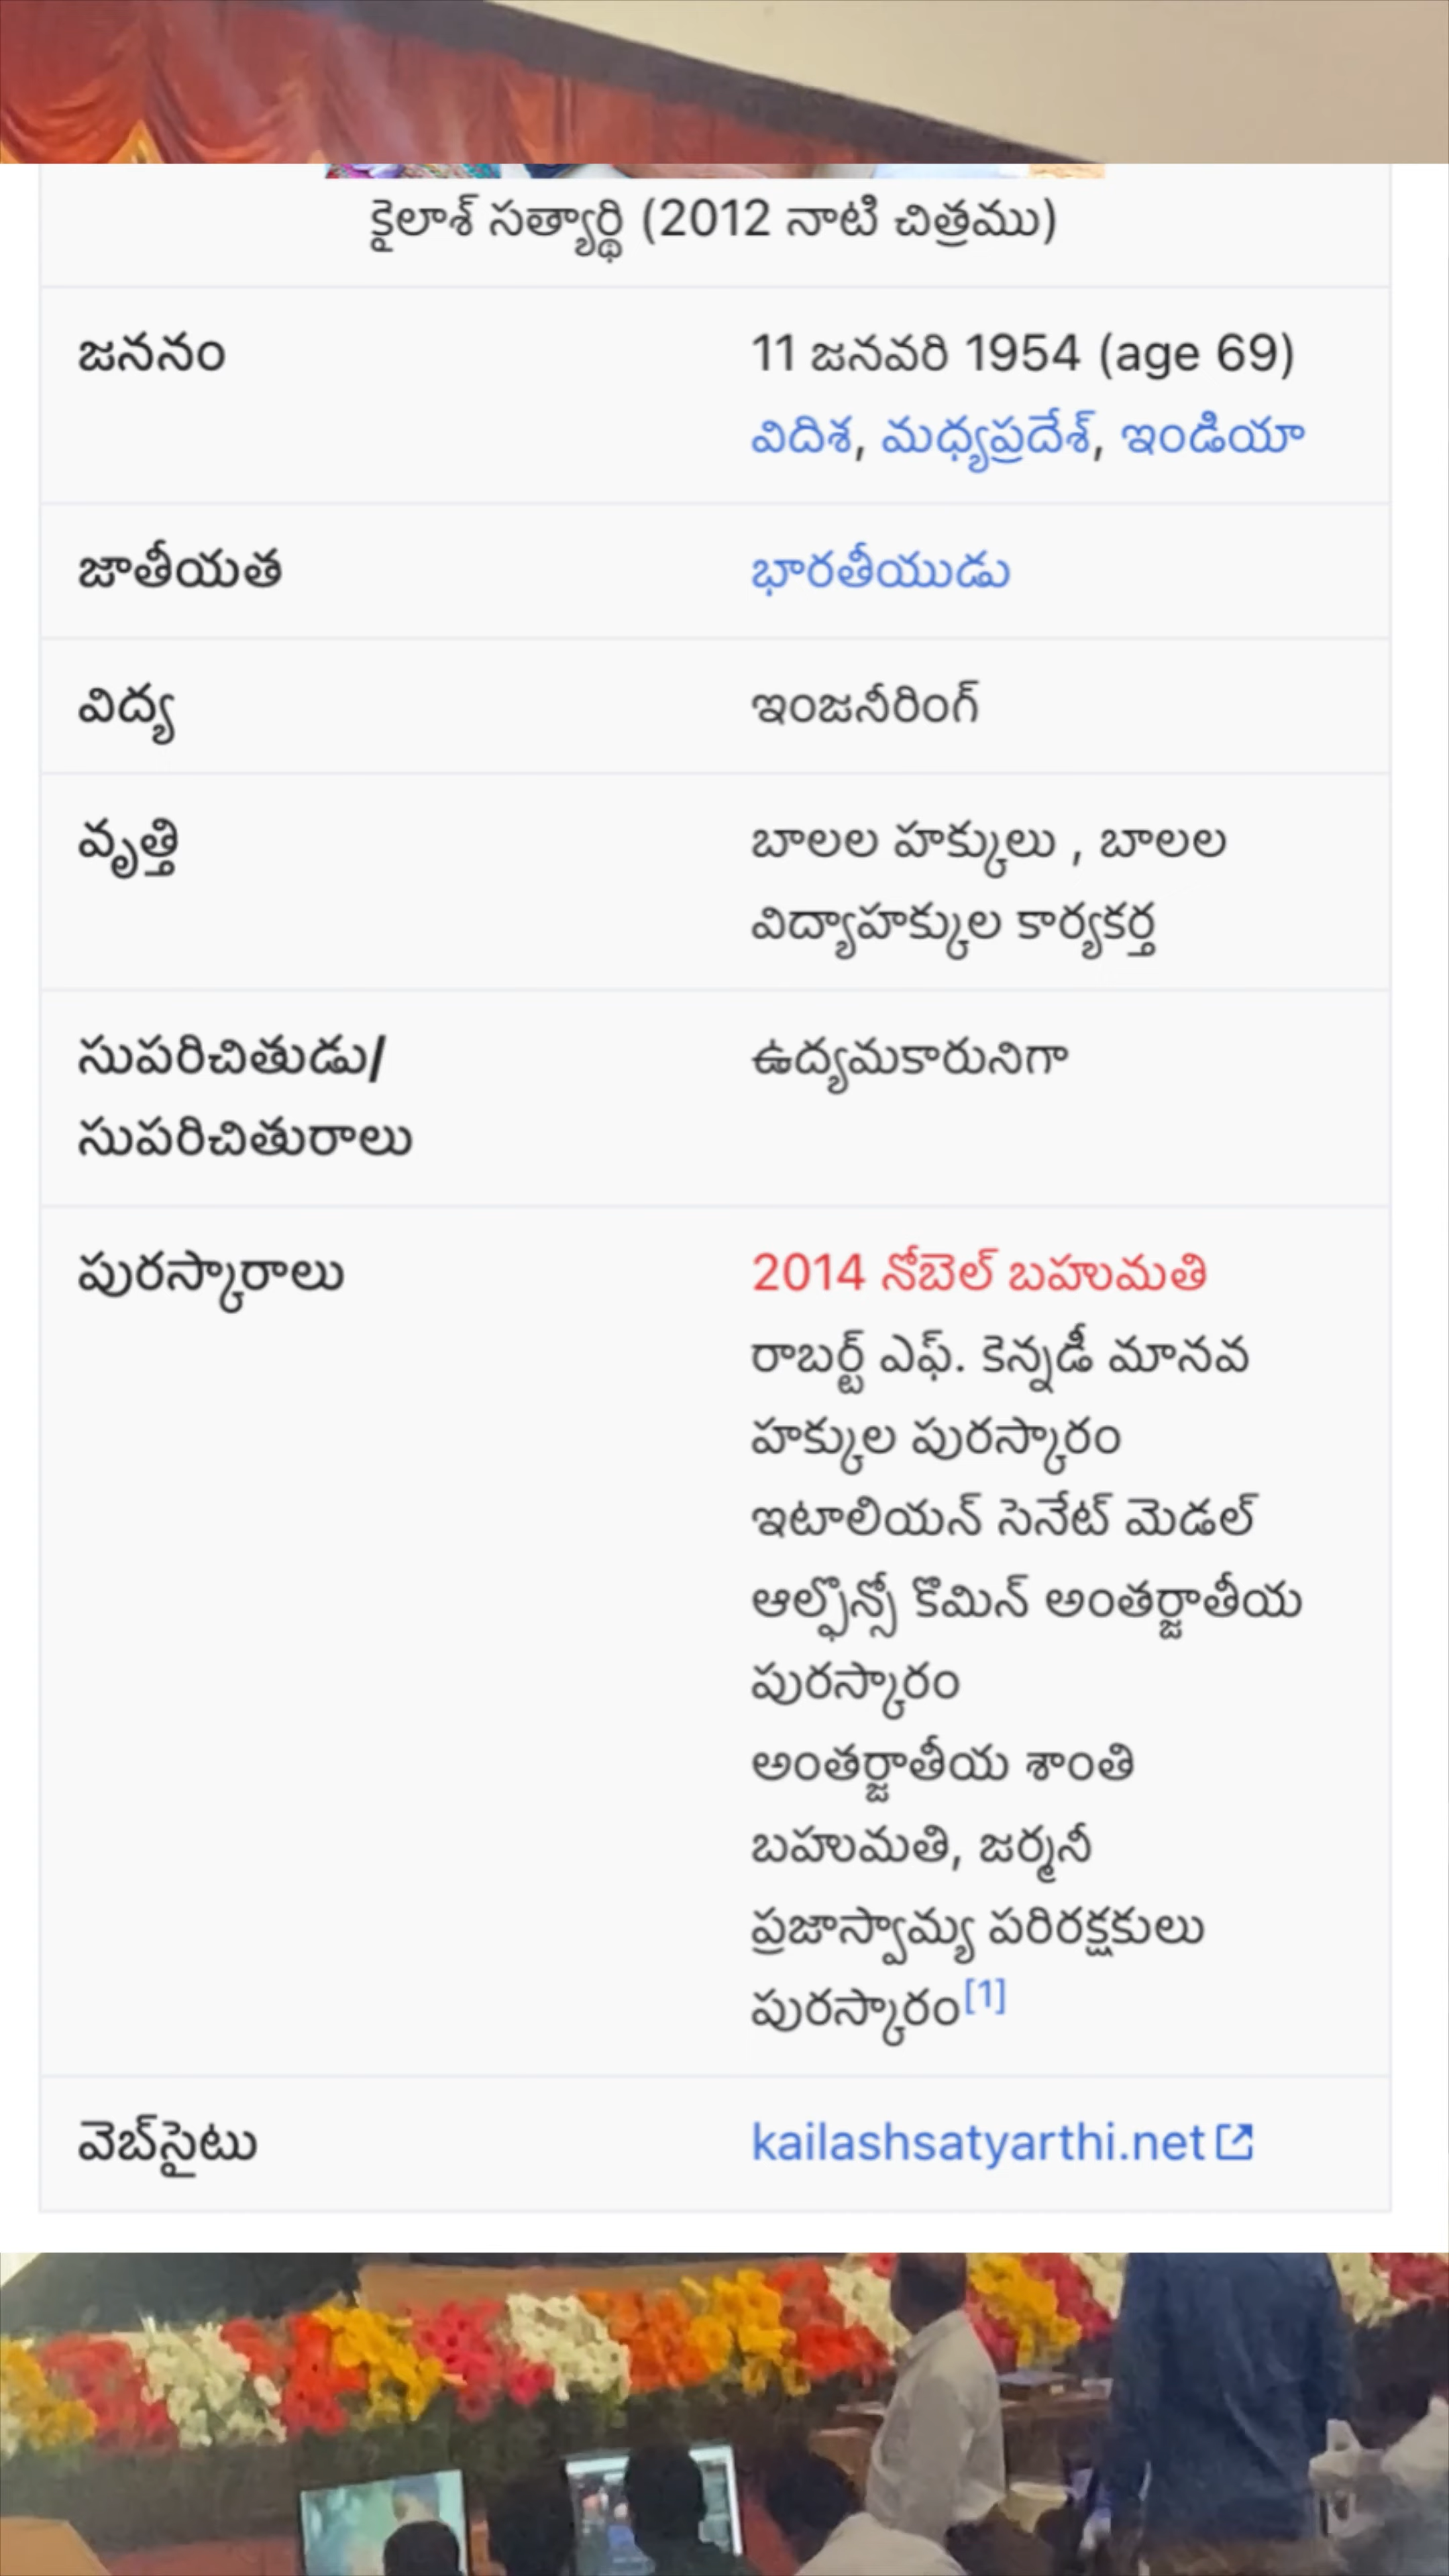 కైలాశ్ సత్యార్థి (2012 నాటి చిత్రము)
జననం
11 జనవరి 1954 (age 69)
విదిశ, మధ్యప్రదేశ్, ఇండియా
జాతీయత
భారతీయుడు
విద్య
ఇంజనీరింగ్
వృత్తి
బాలల హక్కులు , బాలల
విద్యాహక్కుల కార్యకర్త
సుపరిచితుడు/
సుపరిచితురాలు
ఉద్యమకారునిగా
పురస్కారాలు
2014 నోబెల్ బహుమతి
రాబర్ట్ ఎఫ్. కెన్నడీ మానవ
హక్కుల పురస్కారం
ఇటాలియన్ సెనేట్ మెడల్
ఆల్ఫొన్సో కొమిన్ అంతర్జాతీయ
పురస్కారం
అంతర్జాతీయ శాంతి
బహుమతి, జర్మనీ
ప్రజాస్వామ్య పరిరక్షకులు
పురస్కారం[1]
వెబ్‌సైటు
kailashsatyarthi.net